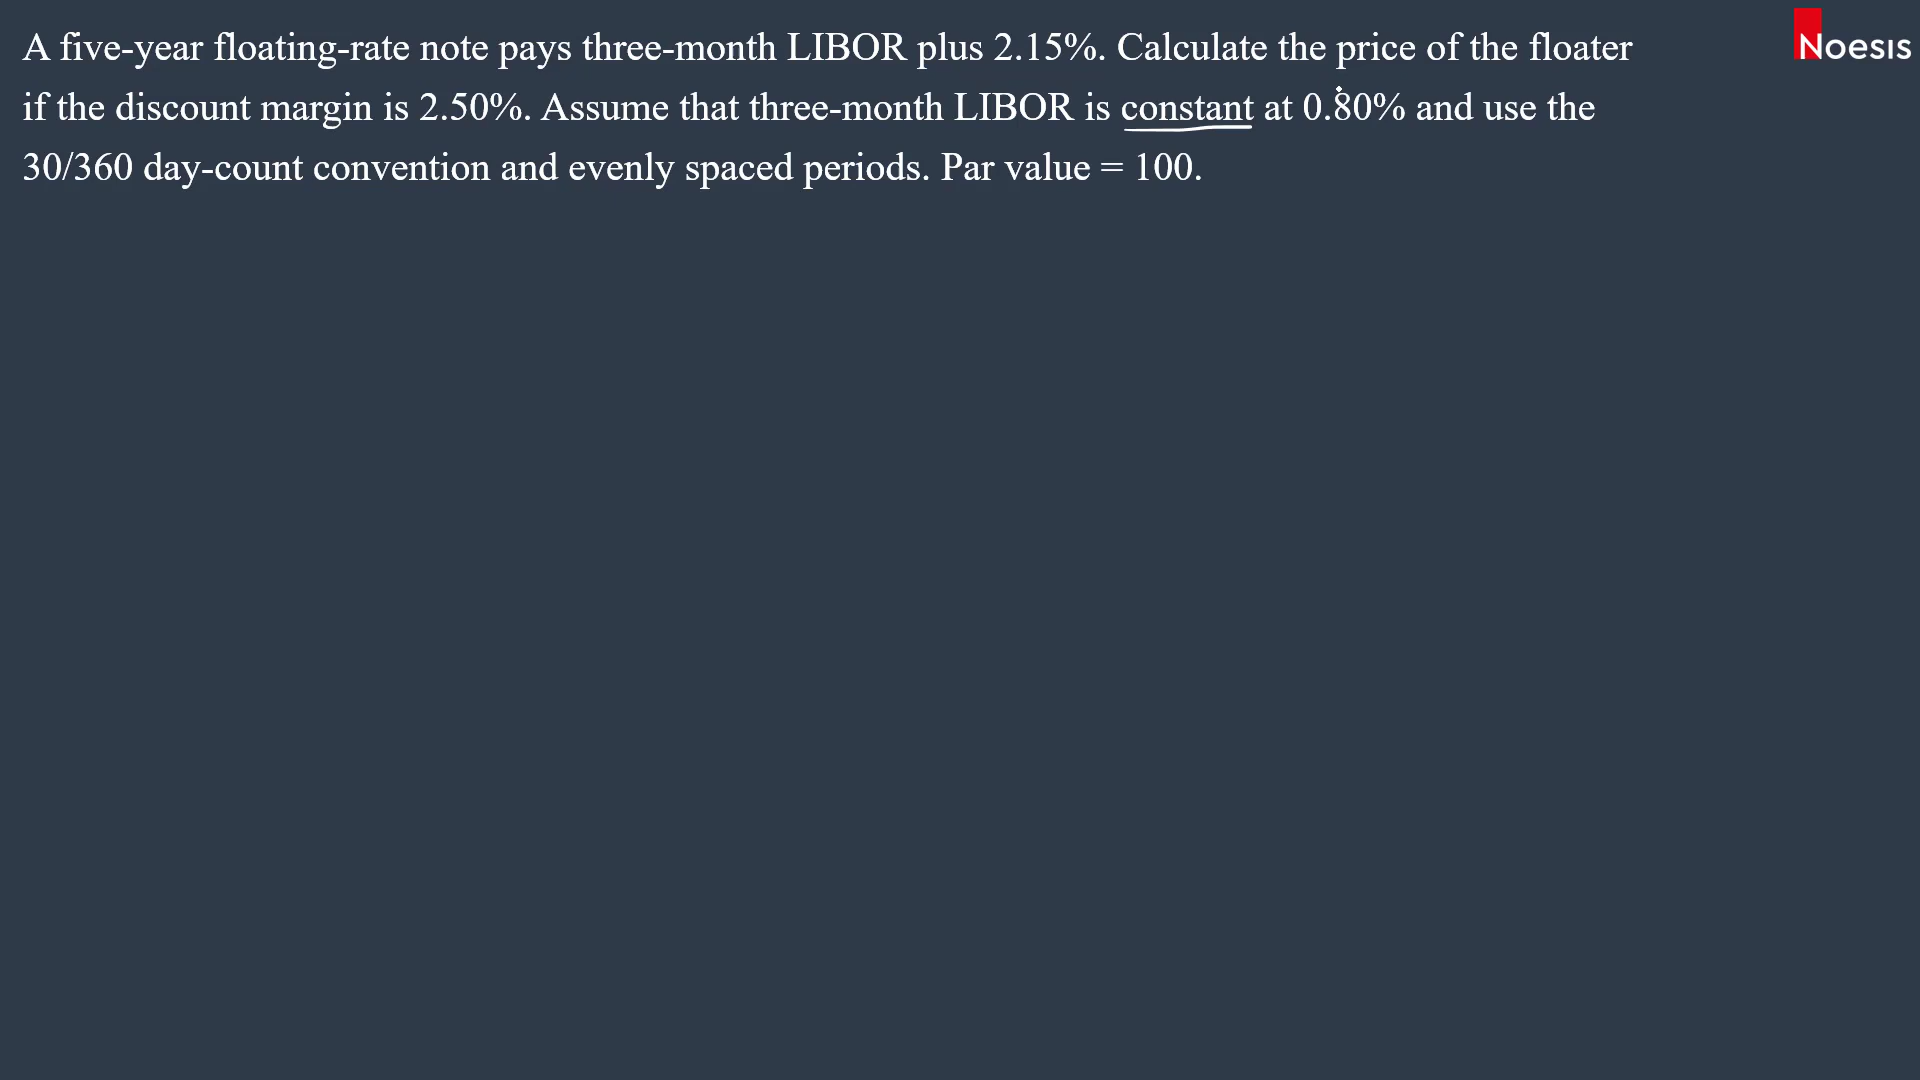 A five-year floating-rate note pays three-month LIBOR plus 2.15%. Calculate the price of the floater
if the discount margin is 2.50%. Assume that three-month LIBOR is constant at 0.80% and use the
30/360 day-count convention and evenly spaced periods. Par value = 100.
Noesis